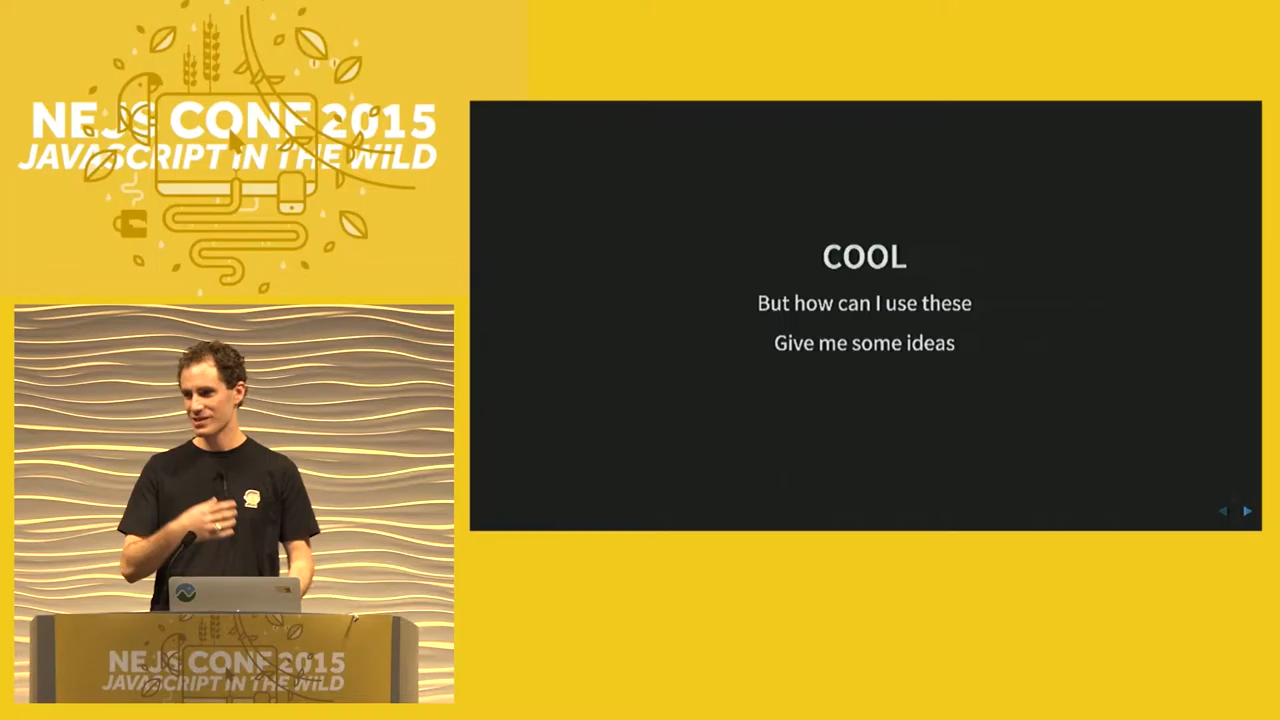 NEJS CONF 2015
JAVASCRIPT IN THE WILD
COOL
But how can I use these
Give me some ideas
NEJS CONF 2015
JAVASCRIPT IN THE WILD